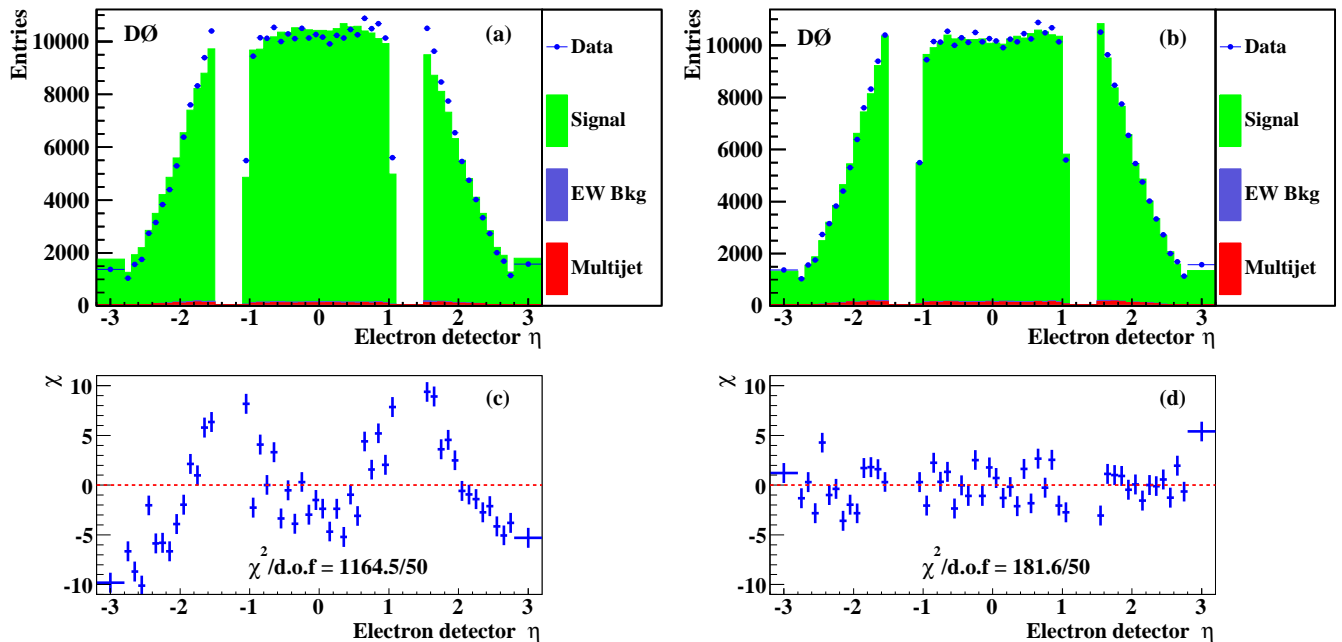 Entries
10000
8000
6000
4000
2000
0
DØ
(a)
Data
Signal
EW Bkg
Multijet
-3 -2 -1 0 1 2 3
Electron detector η
Entries
10000
8000
6000
4000
2000
0
DØ
(b)
Data
Signal
EW Bkg
Multijet
-3 -2 -1 0 1 2 3
Electron detector η
χ
10
5
0
-5
-10
(c)
χ²/d.o.f = 1164.5/50
-3 -2 -1 0 1 2 3
Electron detector η
χ
10
5
0
-5
-10
(d)
χ²/d.o.f = 181.6/50
-3 -2 -1 0 1 2 3
Electron detector η